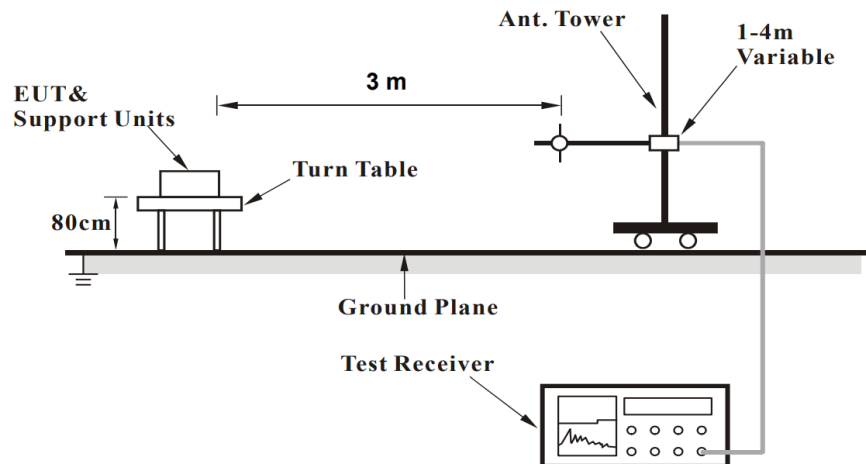 Ant. Tower
1-4m
Variable
3 m
EUT&
Support Units
Turn Table
80cm
Ground Plane
Test Receiver